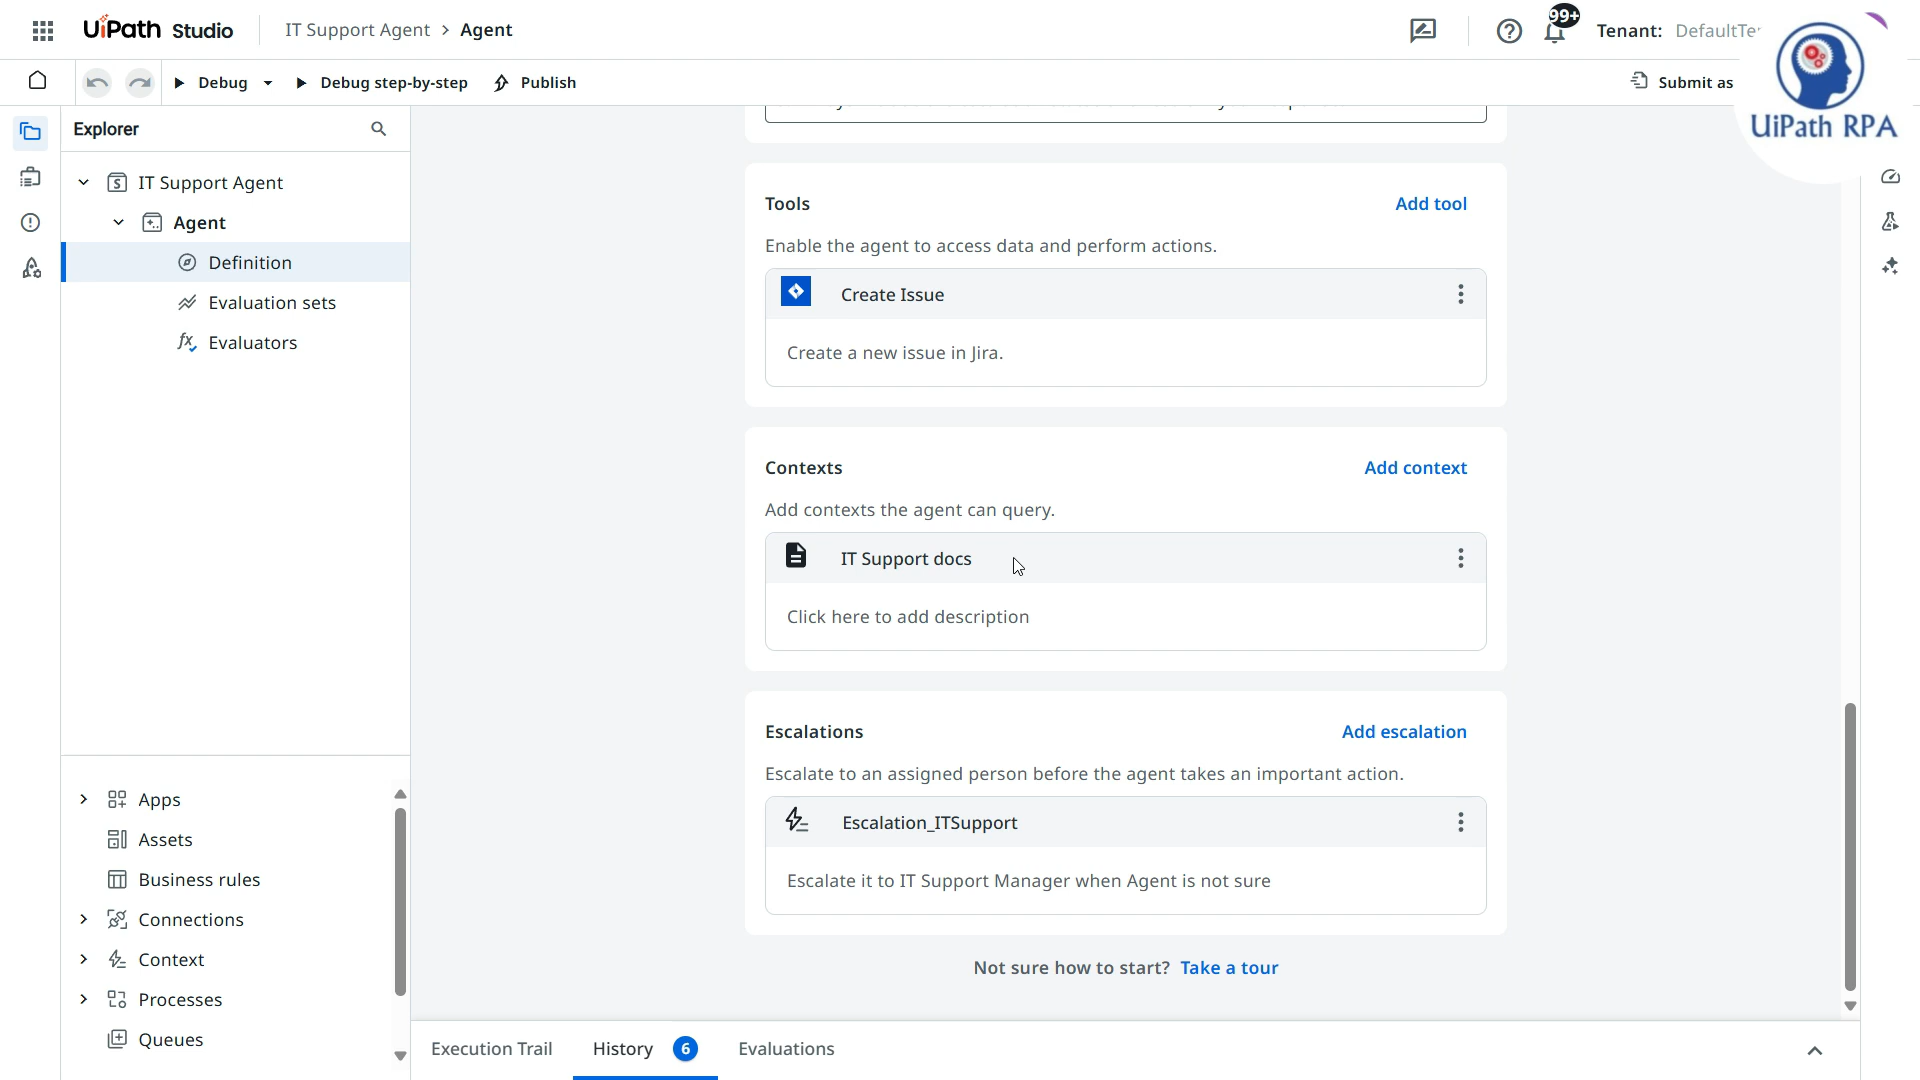 UiPath Studio
IT Support Agent > Agent
99+
Tenant: DefaultTe
Debug
Debug step-by-step
Publish
Submit as
UiPath RPA
Explorer
IT Support Agent
Agent
Definition
Evaluation sets
Evaluators
Apps
Assets
Business rules
Connections
Context
Processes
Queues
Tools
Add tool
Enable the agent to access data and perform actions.
Create Issue
Create a new issue in Jira.
Contexts
Add context
Add contexts the agent can query.
IT Support docs
Click here to add description
Escalations
Add escalation
Escalate to an assigned person before the agent takes an important action.
Escalation_ITSupport
Escalate it to IT Support Manager when Agent is not sure
Not sure how to start? Take a tour
Execution Trail
History 6
Evaluations